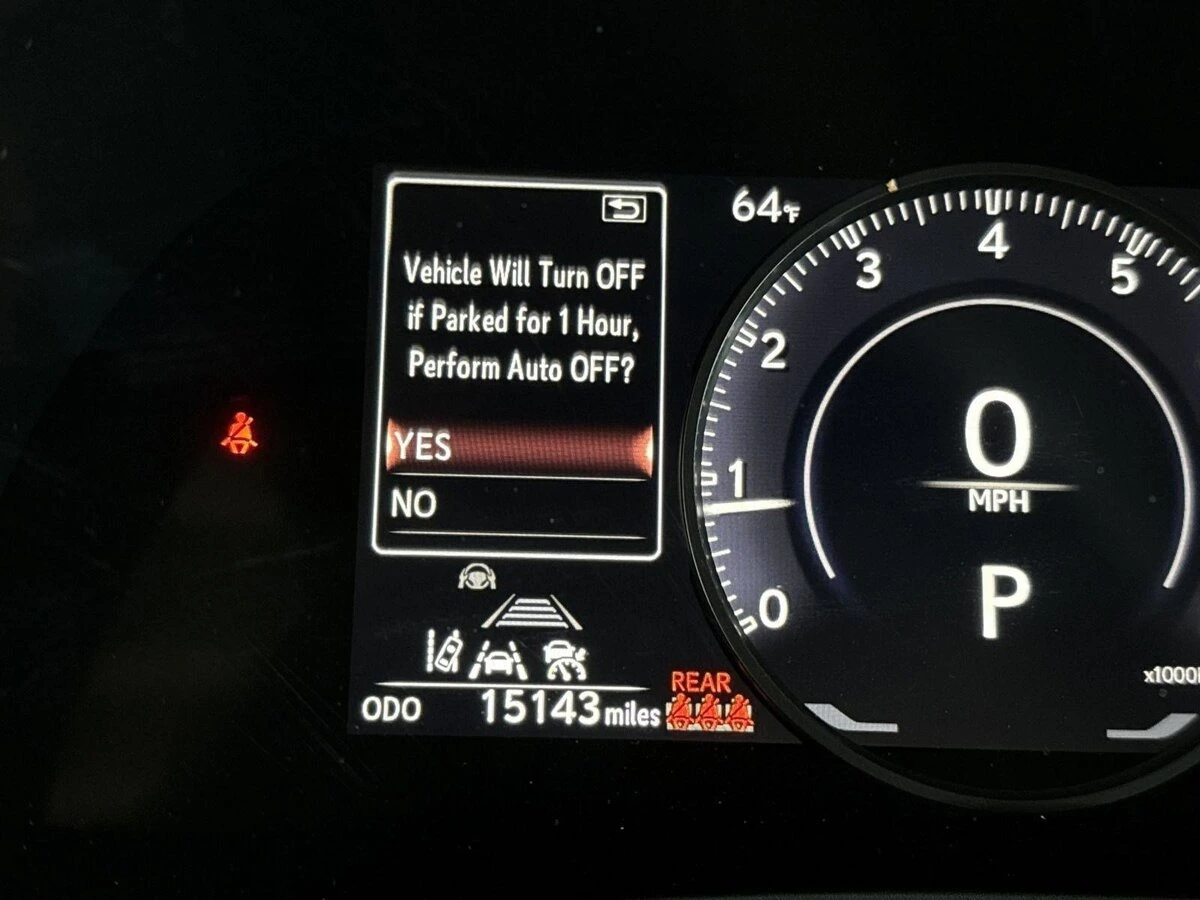 Vehicle Will Turn OFF
if Parked for 1 Hour,
Perform Auto OFF?
YES
NO
ODO 15143 miles
REAR
64°F
0
1
2
3
4
5
0
MPH
P